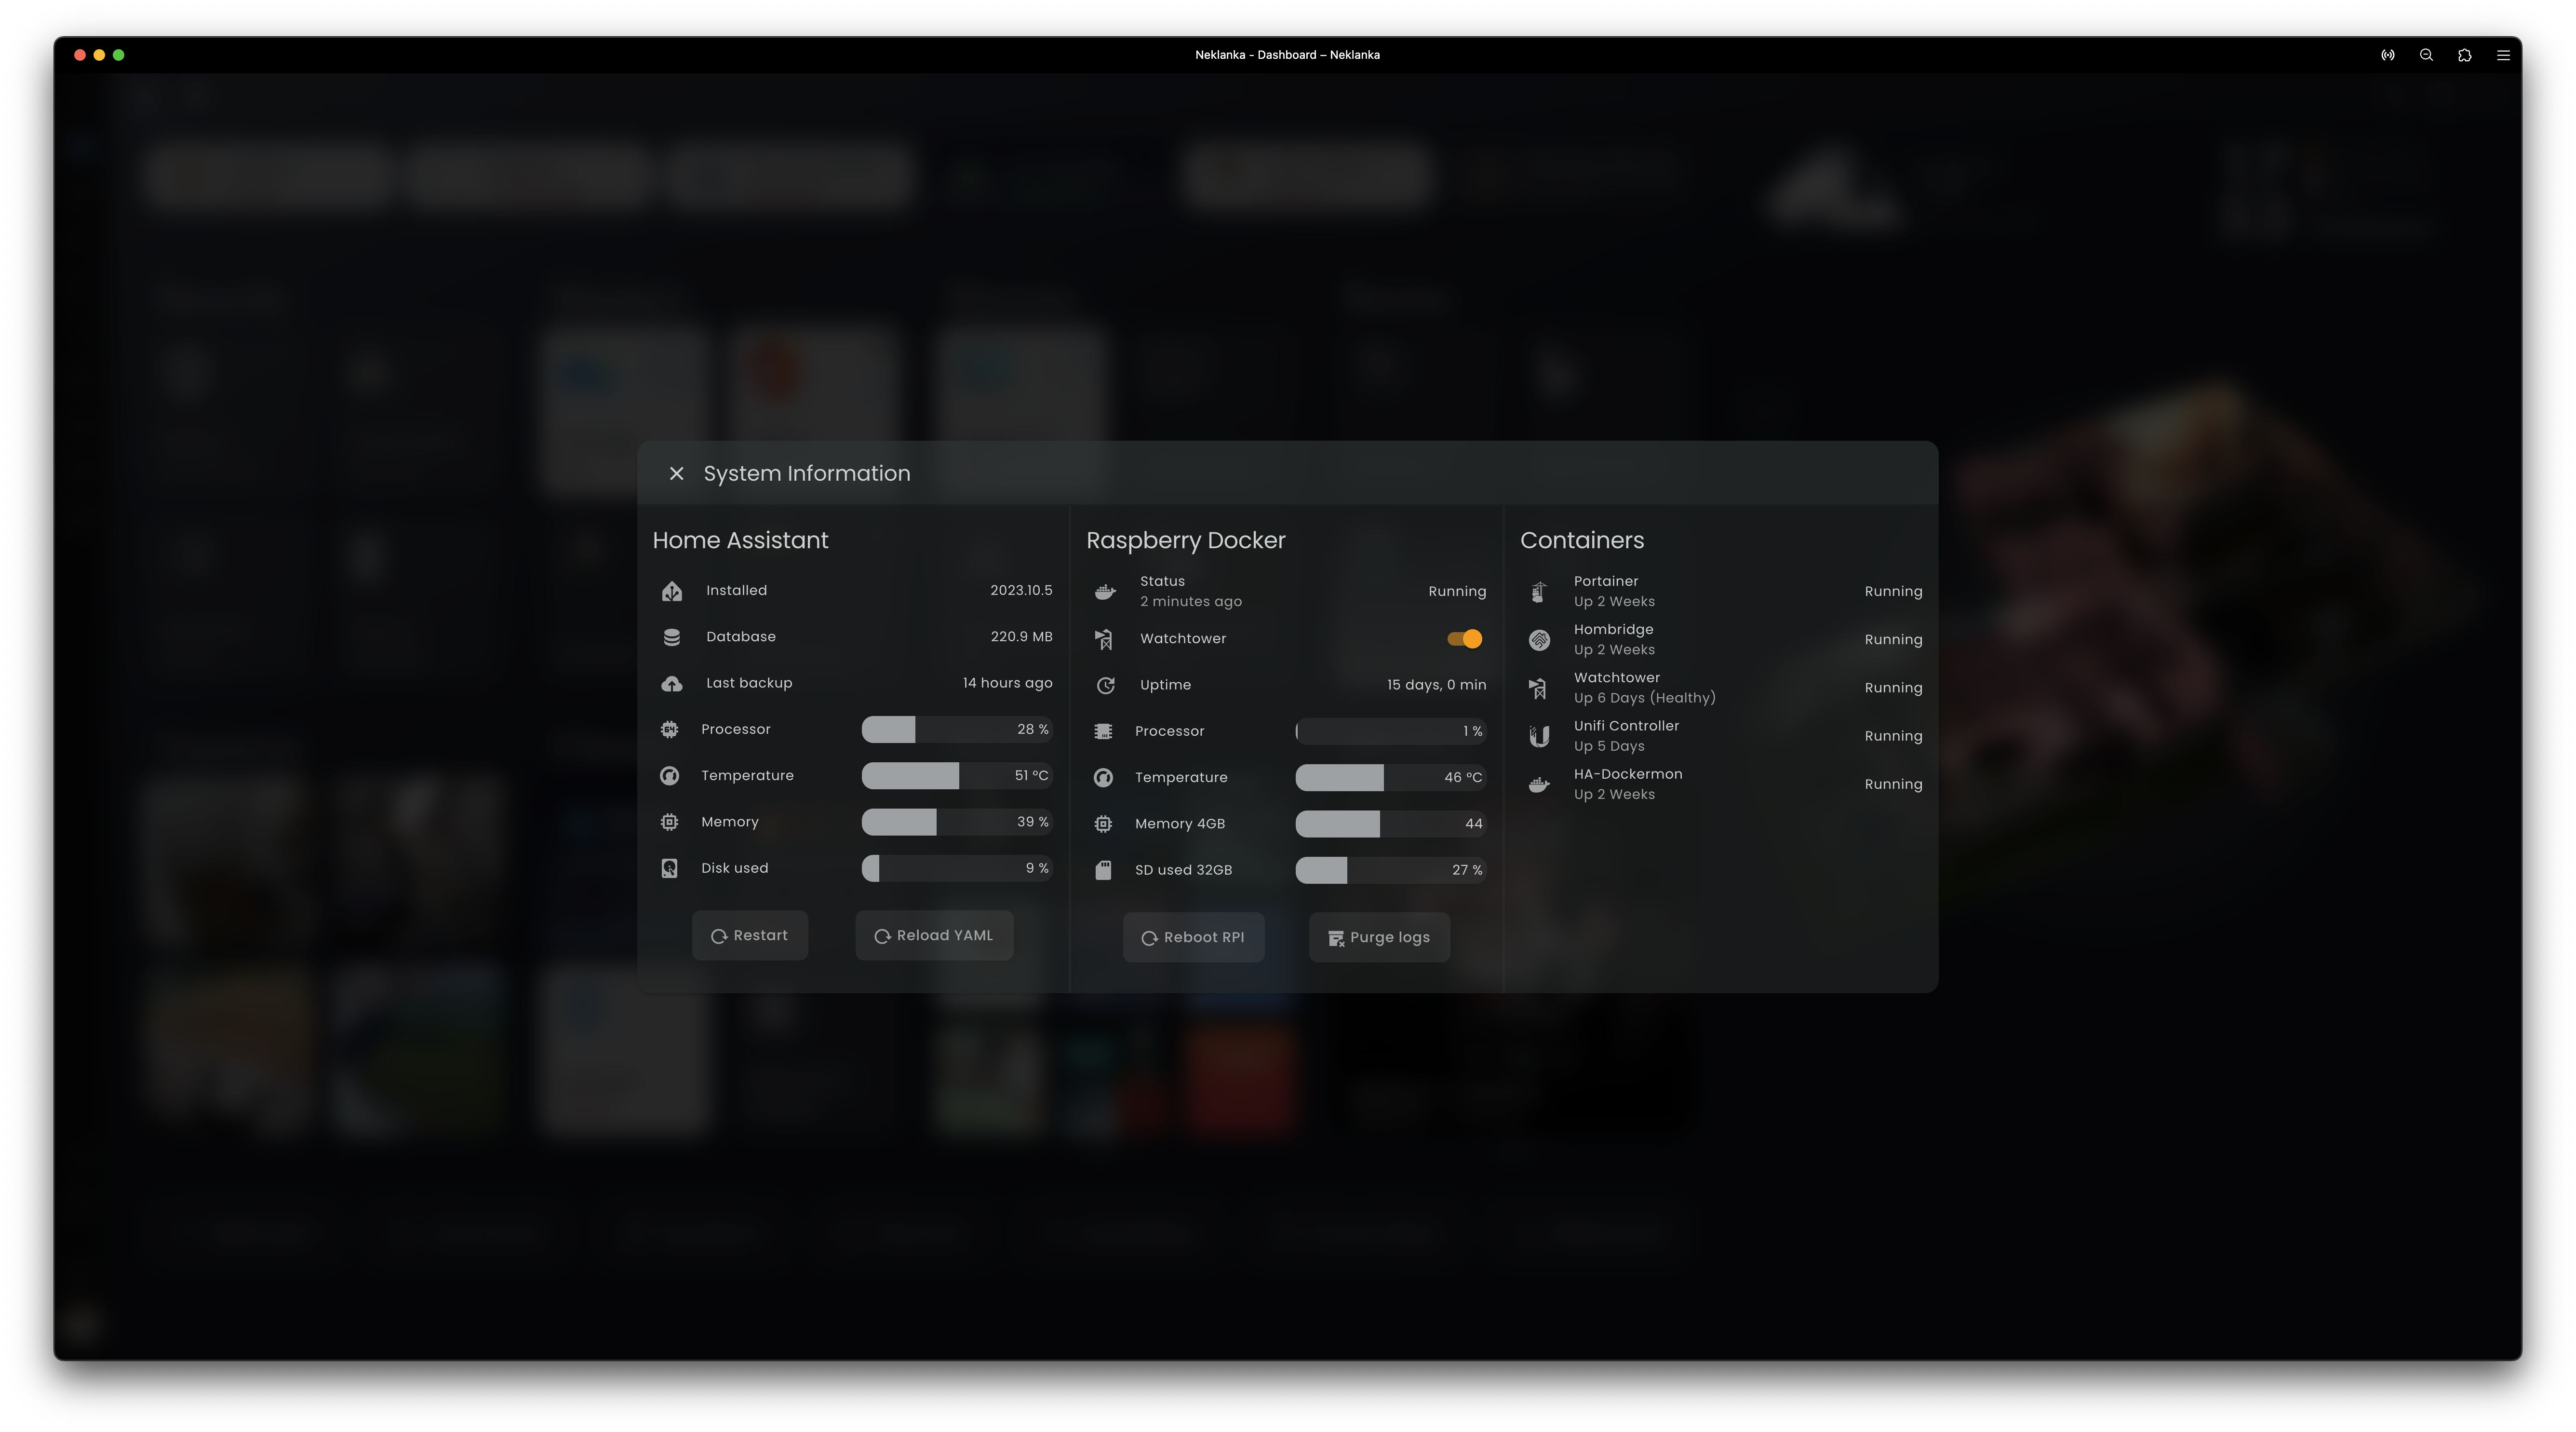 Neklanka - Dashboard – Neklanka
System Information
Home Assistant
Installed 2023.10.5
Database 220.9 MB
Last backup 14 hours ago
Processor 28 %
Temperature 51 °C
Memory 39 %
Disk used 9 %
Restart Reload YAML
Raspberry Docker
Status
2 minutes ago Running
Watchtower
Uptime 15 days, 0 min
Processor 1 %
Temperature 46 °C
Memory 4GB 44
SD used 32GB 27 %
Reboot RPI Purge logs
Containers
Portainer
Up 2 Weeks Running
Hombridge
Up 2 Weeks Running
Watchtower
Up 6 Days (Healthy) Running
Unifi Controller
Up 5 Days Running
HA-Dockermon
Up 2 Weeks Running